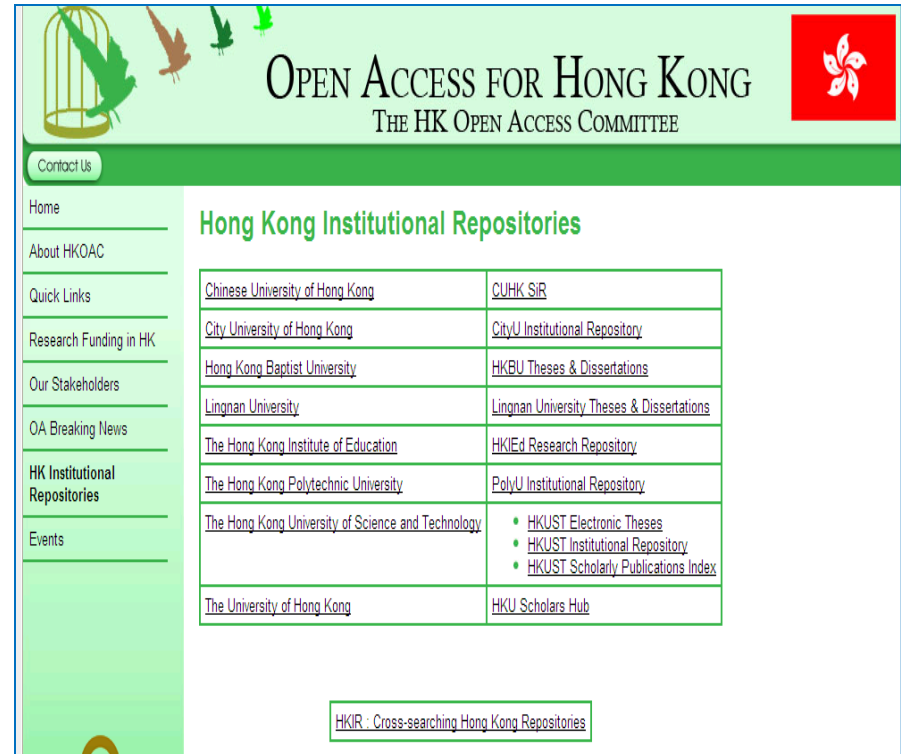 OPEN ACCESS FOR HONG KONG
THE HK OPEN ACCESS COMMITTEE
Contact Us
Home
About HKOAC
Quick Links
Research Funding in HK
Our Stakeholders
OA Breaking News
HK Institutional
Repositories
Events
Hong Kong Institutional Repositories
Chinese University of Hong Kong CUHK SiR
City University of Hong Kong CityU Institutional Repository
Hong Kong Baptist University HKBU Theses & Dissertations
Lingnan University Lingnan University Theses & Dissertations
The Hong Kong Institute of Education HKIEd Research Repository
The Hong Kong Polytechnic University PolyU Institutional Repository
The Hong Kong University of Science and Technology • HKUST Electronic Theses
• HKUST Institutional Repository
• HKUST Scholarly Publications Index
The University of Hong Kong HKU Scholars Hub
HKIR : Cross-searching Hong Kong Repositories